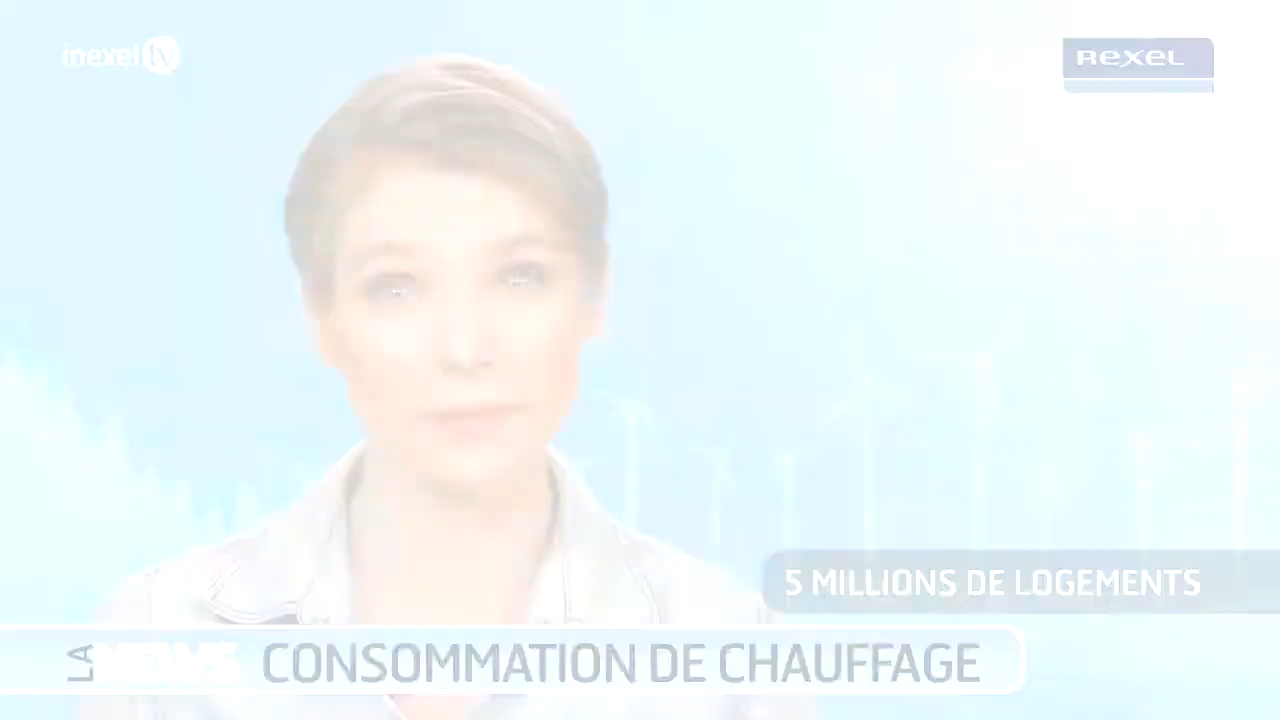 inexel tv
REXEL
5 MILLIONS DE LOGEMENTS
LA NEWS CONSOMMATION DE CHAUFFAGE